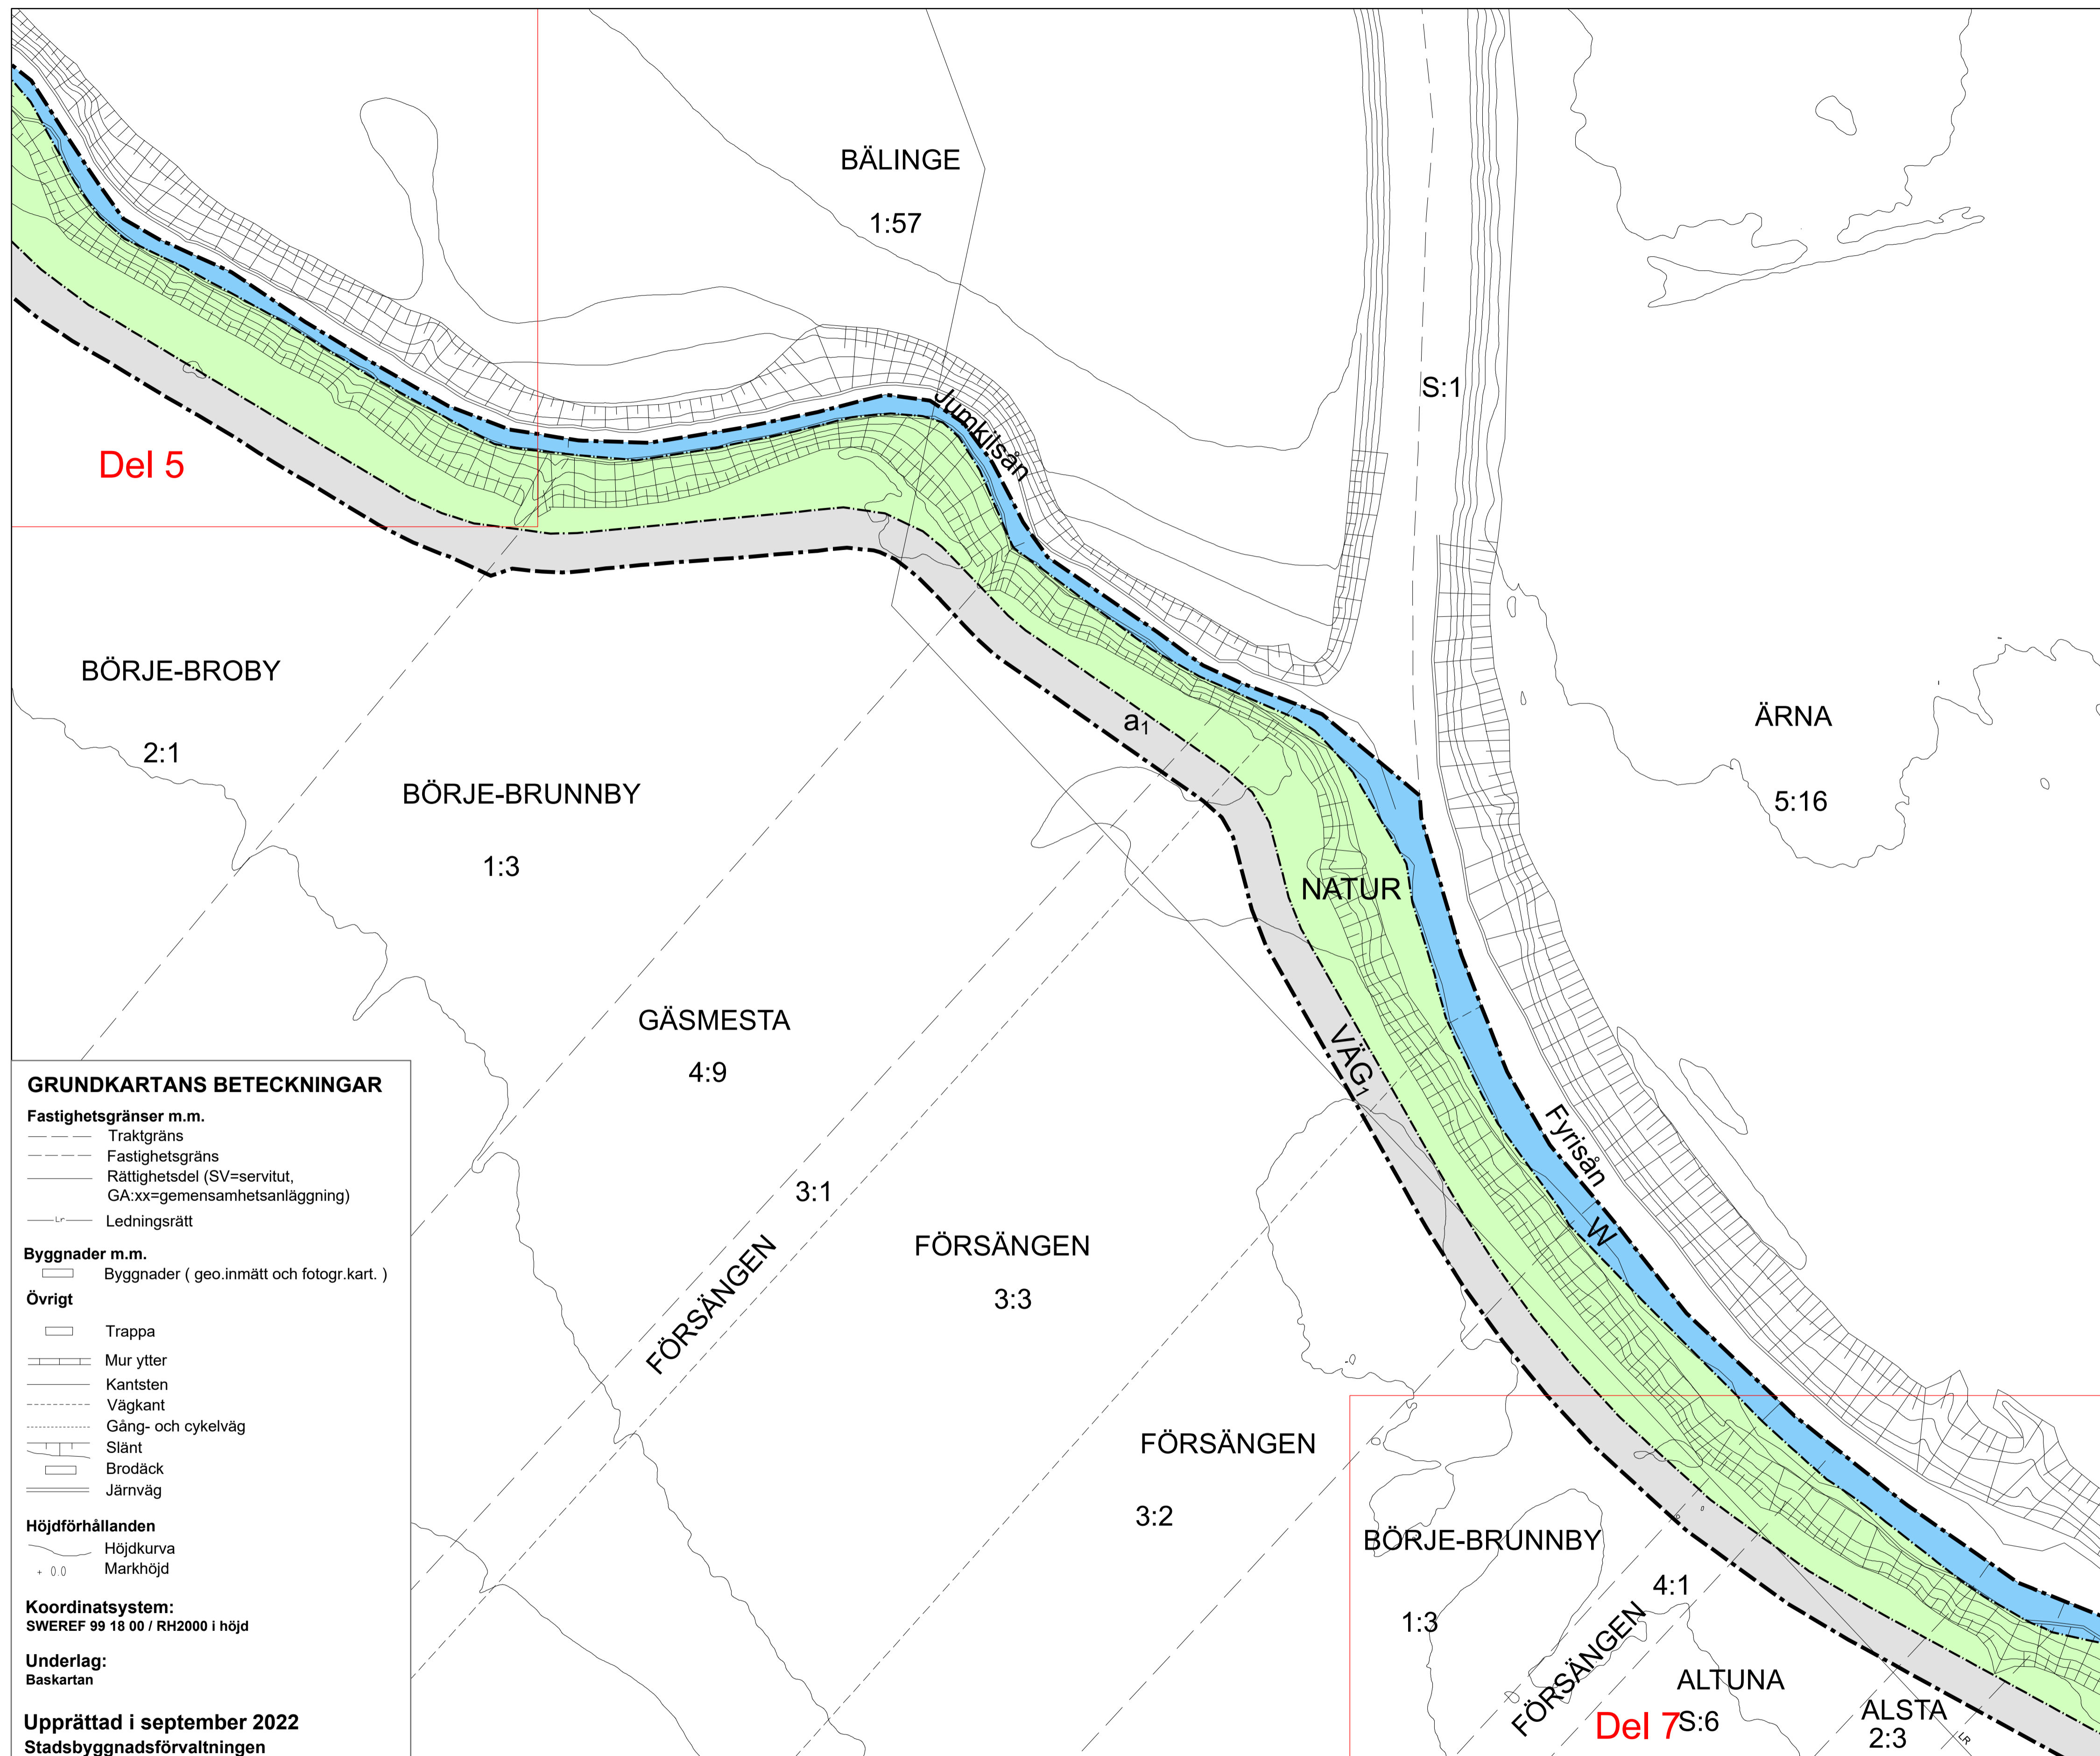 BÄLINGE
1:57
Jumkilsån
S:1
Del 5
BÖRJE-BROBY
2:1
BÖRJE-BRUNNBY
1:3
a1
ÄRNA
5:16
NATUR
GÄSMESTA
4:9
VÄG1
Fyrisån
W
3:1
FÖRSÄNGEN
FÖRSÄNGEN
3:3
FÖRSÄNGEN
3:2
BÖRJE-BRUNNBY
1:3
4:1
FÖRSÄNGEN
ALTUNA
S:6
Del 7
ALSTA
2:3
LR
GRUNDKARTANS BETECKNINGAR
Fastighetsgränser m.m.
Traktgräns
Fastighetsgräns
Rättighetsdel (SV=servitut,
GA:xx=gemensamhetsanläggning)
Lr Ledningsrätt
Byggnader m.m.
Byggnader ( geo.inmätt och fotogr.kart. )
Övrigt
Trappa
Mur ytter
Kantsten
Vägkant
Gång- och cykelväg
Slänt
Brodäck
Järnväg
Höjdförhållanden
Höjdkurva
+ 0.0 Markhöjd
Koordinatsystem:
SWEREF 99 18 00 / RH2000 i höjd
Underlag:
Baskartan
Upprättad i september 2022
Stadsbyggnadsförvaltningen